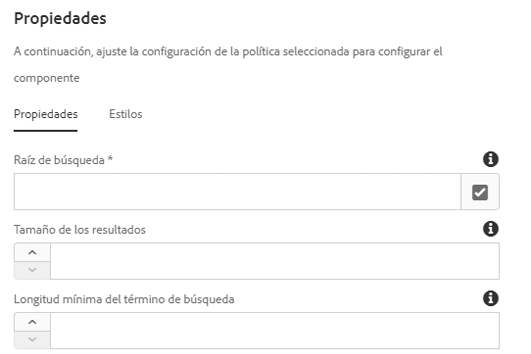 Propiedades
A continuación, ajuste la configuración de la política seleccionada para configurar el
componente
Propiedades Estilos
Raíz de búsqueda *
Tamaño de los resultados
Longitud mínima del término de búsqueda